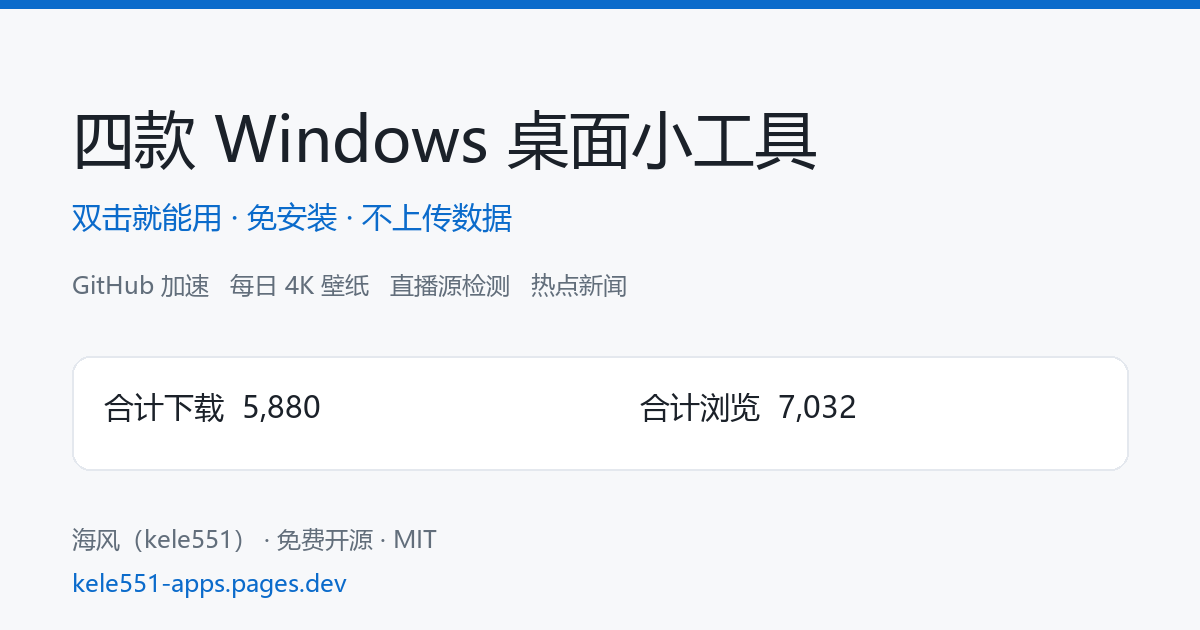 四款 Windows 桌面小工具
双击就能用 · 免安装 · 不上传数据
GitHub 加速 每日 4K 壁纸 直播源检测 热点新闻
合计下载 5,880 合计浏览 7,032
海风（kele551） · 免费开源 · MIT
kele551-apps.pages.dev